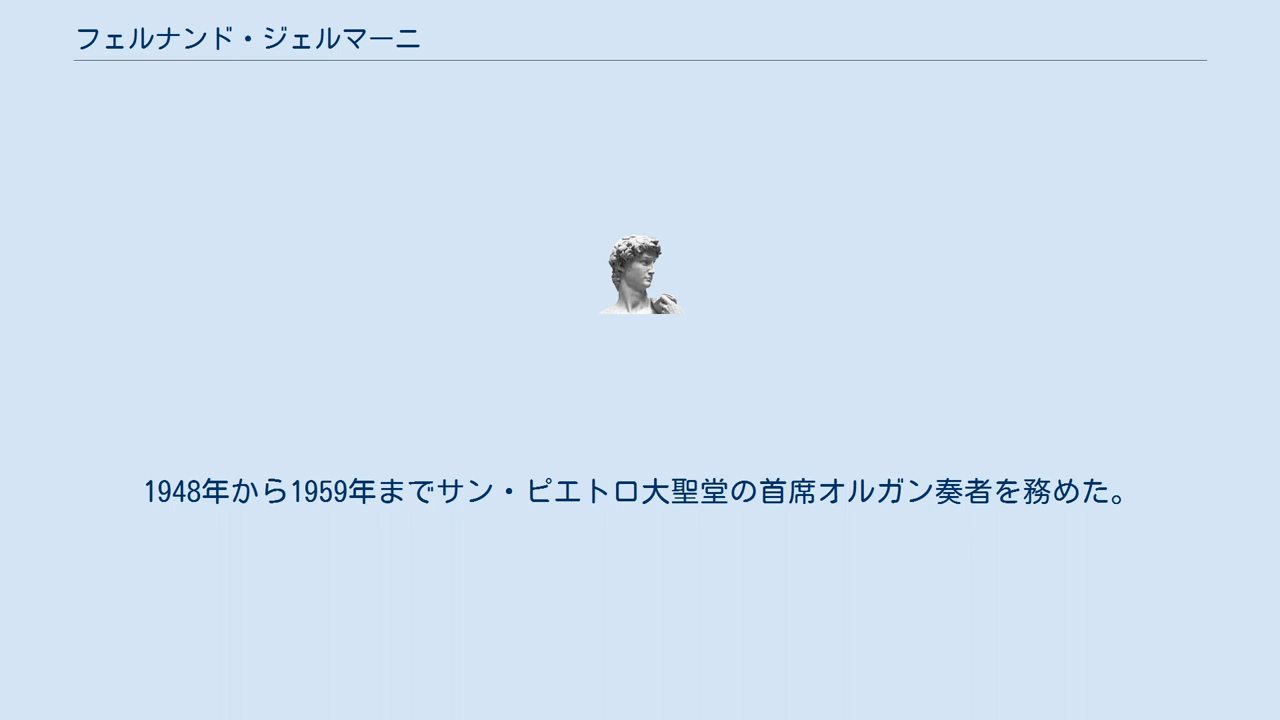 フェルナンド・ジェルマーニ
1948年から1959年までサン・ピエトロ大聖堂の首席オルガン奏者を務めた。